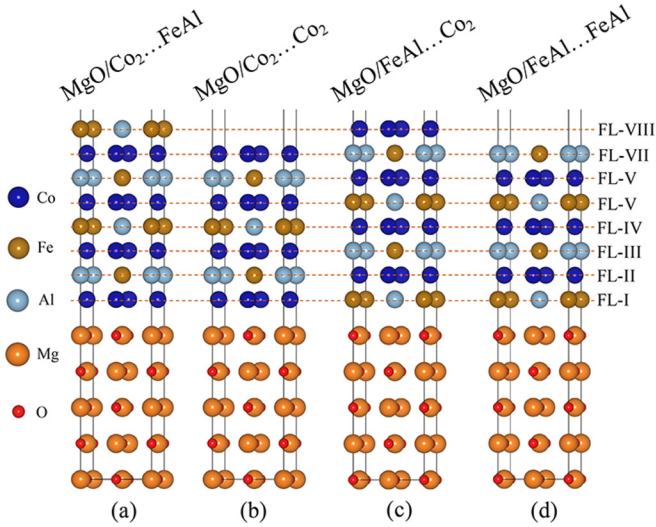 MgO/Co₂...FeAl
MgO/Co₂...Co₂
MgO/FeAl...Co₂
MgO/FeAl...FeAl
FL-VIII
FL-VII
FL-V
FL-V
FL-IV
FL-III
FL-II
FL-I
Co
Fe
Al
Mg
O
(a)
(b)
(c)
(d)